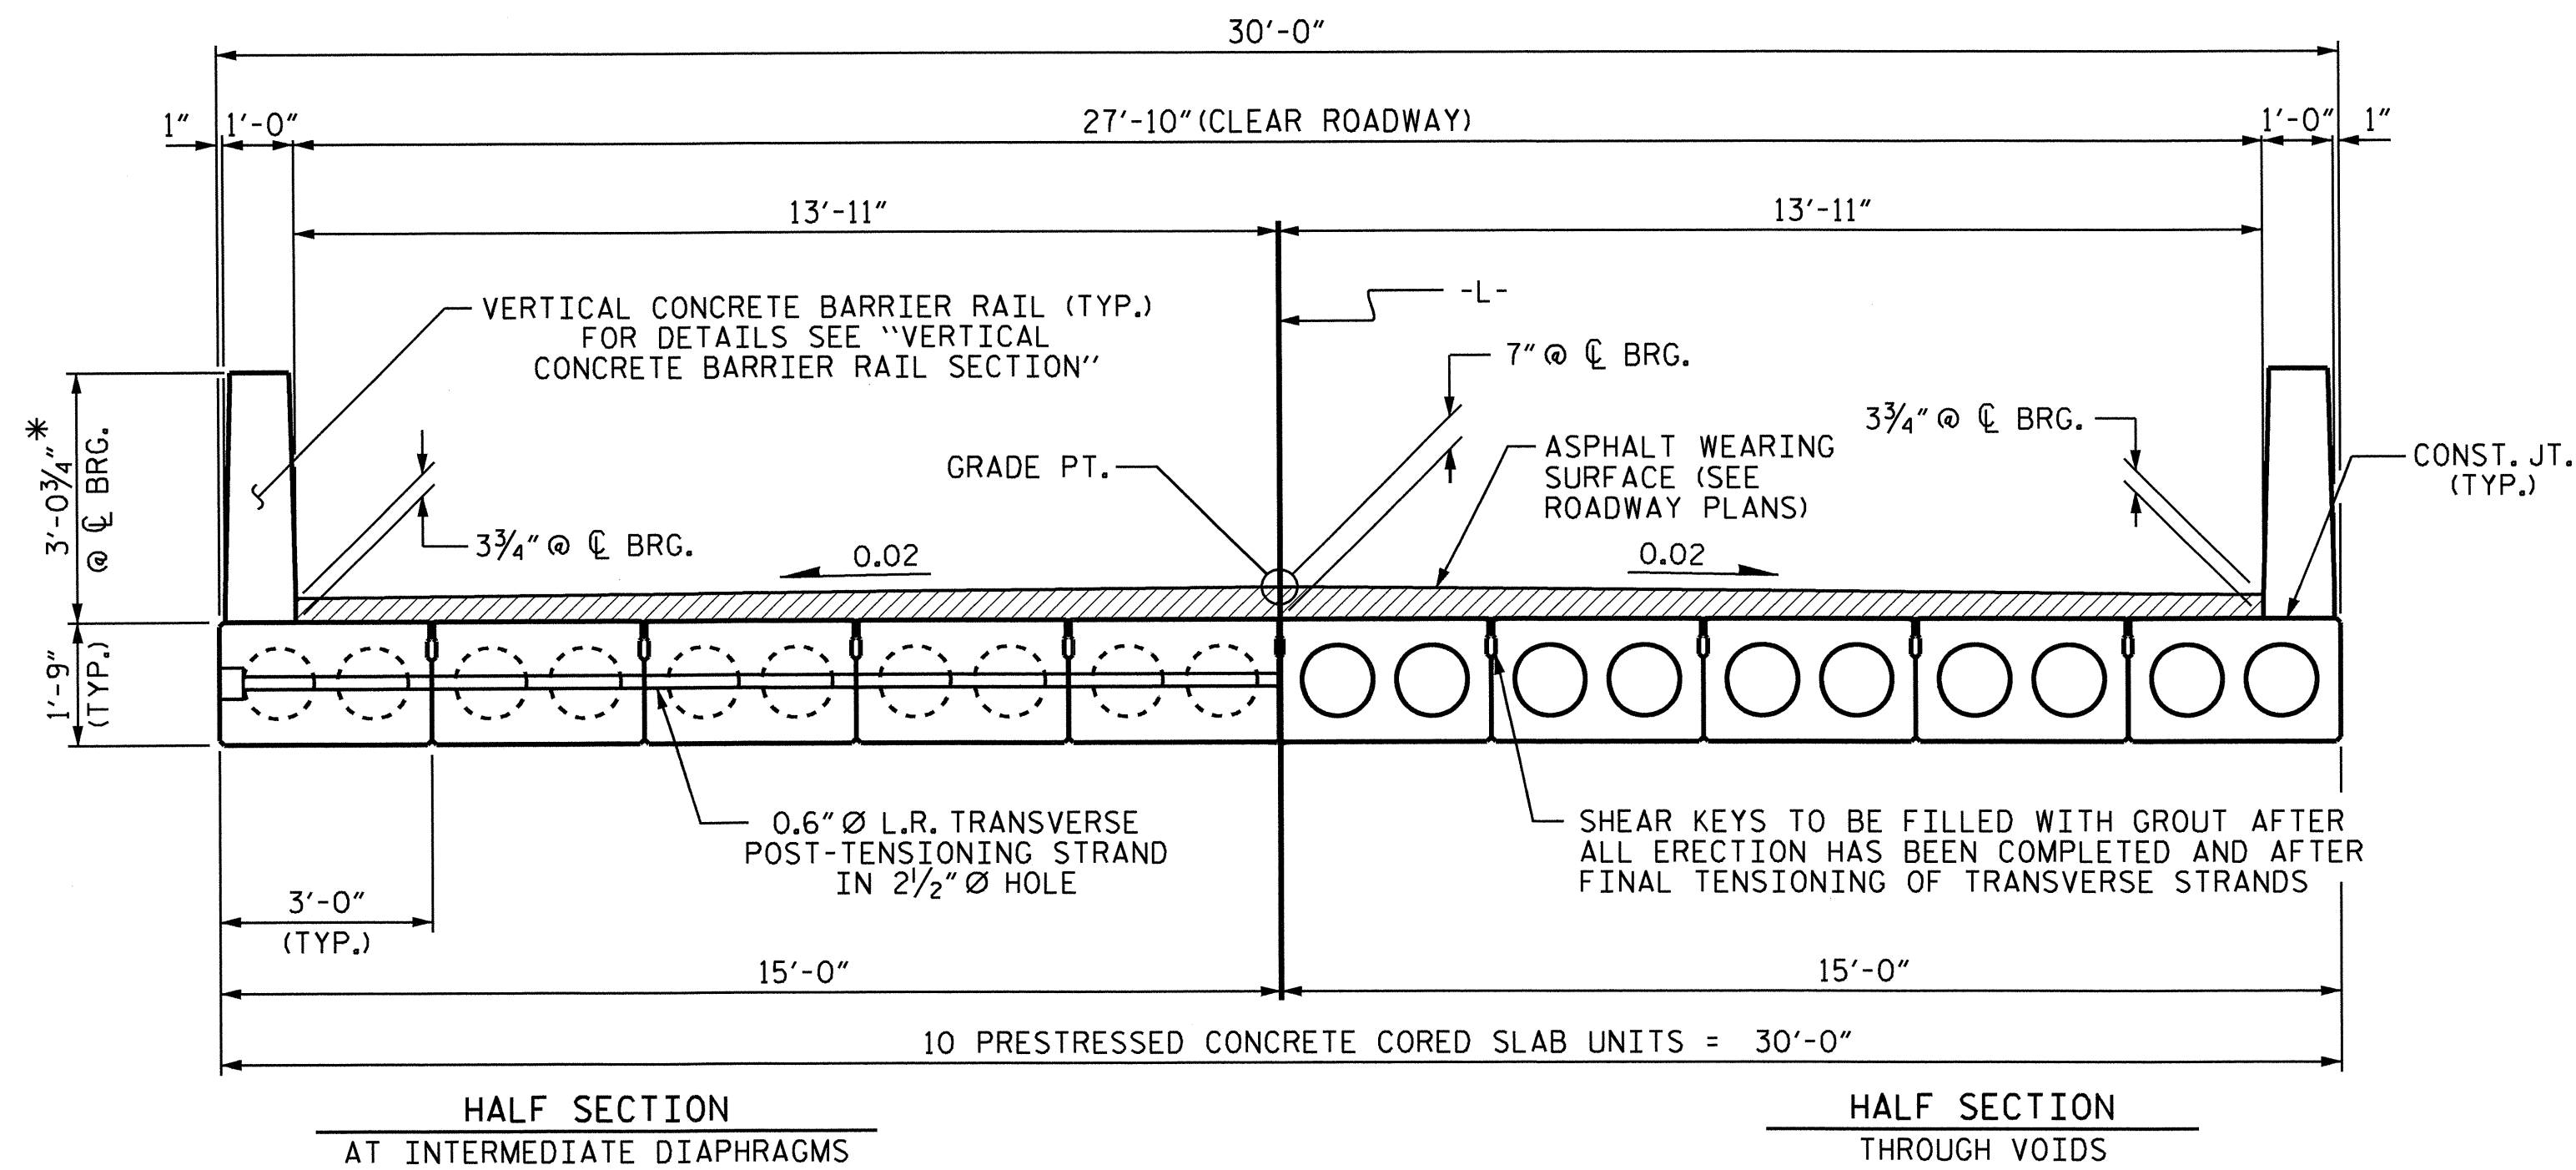 30'-0"
1" 1'-0" 27'-10" (CLEAR ROADWAY) 1'-0" 1"
13'-11" 13'-11"
VERTICAL CONCRETE BARRIER RAIL (TYP.)
FOR DETAILS SEE "VERTICAL
CONCRETE BARRIER RAIL SECTION"
-L-
7" @ ℄ BRG.
3¾" @ ℄ BRG.
ASPHALT WEARING
SURFACE (SEE
ROADWAY PLANS)
GRADE PT.
CONST. JT.
(TYP.)
3'-0¾"*
@ ℄ BRG.
3¾" @ ℄ BRG.
0.02 0.02
1'-9"
(TYP.)
0.6" Ø L.R. TRANSVERSE
POST-TENSIONING STRAND
IN 2½" Ø HOLE
SHEAR KEYS TO BE FILLED WITH GROUT AFTER
ALL ERECTION HAS BEEN COMPLETED AND AFTER
FINAL TENSIONING OF TRANSVERSE STRANDS
3'-0"
(TYP.)
15'-0" 15'-0"
10 PRESTRESSED CONCRETE CORED SLAB UNITS = 30'-0"
HALF SECTION
AT INTERMEDIATE DIAPHRAGMS
HALF SECTION
THROUGH VOIDS